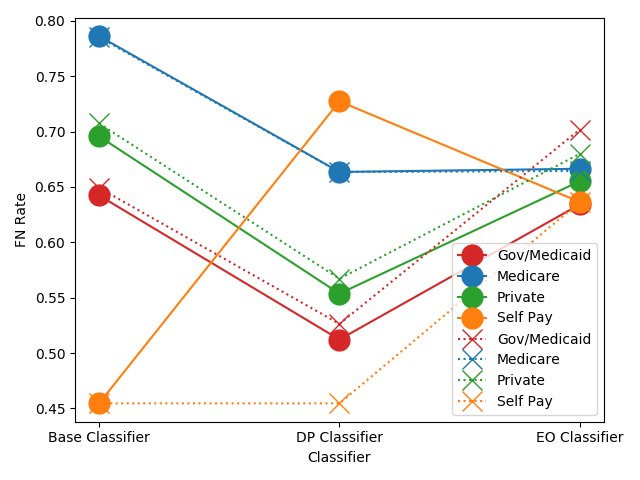 0.80
0.75
0.70
0.65
0.60
0.55
0.50
0.45
FN Rate
Base Classifier
DP Classifier
EO Classifier
Classifier
Gov/Medicaid
Medicare
Private
Self Pay
Gov/Medicaid
Medicare
Private
Self Pay